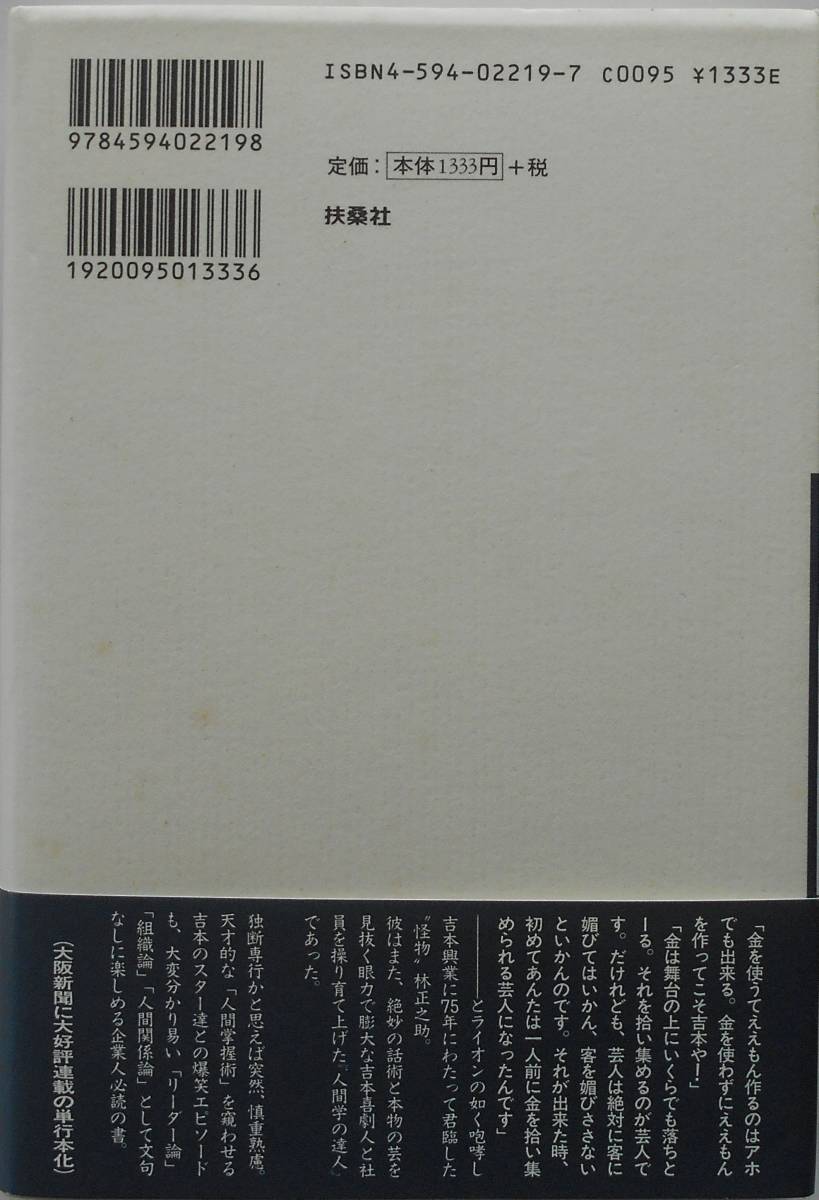 9784594022198
1920095013336
ISBN4-594-02219-7 C0095 ¥1333E
定価：本体1333円＋税
扶桑社
「金を使うてええもん作るのはアホ
でも出来る。金を使わずにええもん
を作ってこそ吉本や！」
「金は舞台の上にいくらでも落ちと
ーる。それを拾い集めるのが芸人で
す。だけれども、芸人は絶対に客に
媚びてはいかん、客を媚びささない
といかんのです。それが出来た時、
初めてあんたは一人前に金を拾い集
められる芸人になったんです」
――とライオンの如く咆哮し
吉本興業に75年にわたって君臨した
〝怪物〟林正之助。
彼はまた、絶妙の話術と本物の芸を
見抜く眼力で膨大な吉本喜劇人と社
員を操り育て上げた『人間学の達人』
であった。
独断専行かと思えば突然、慎重熟慮。
天才的な「人間掌握術」を窺わせる
吉本のスター達との爆笑エピソード
も、大変分かり易い「リーダー論」
「組織論」「人間関係論」として文句
なしに楽しめる企業人必読の書。
（大阪新聞に大好評連載の単行本化）